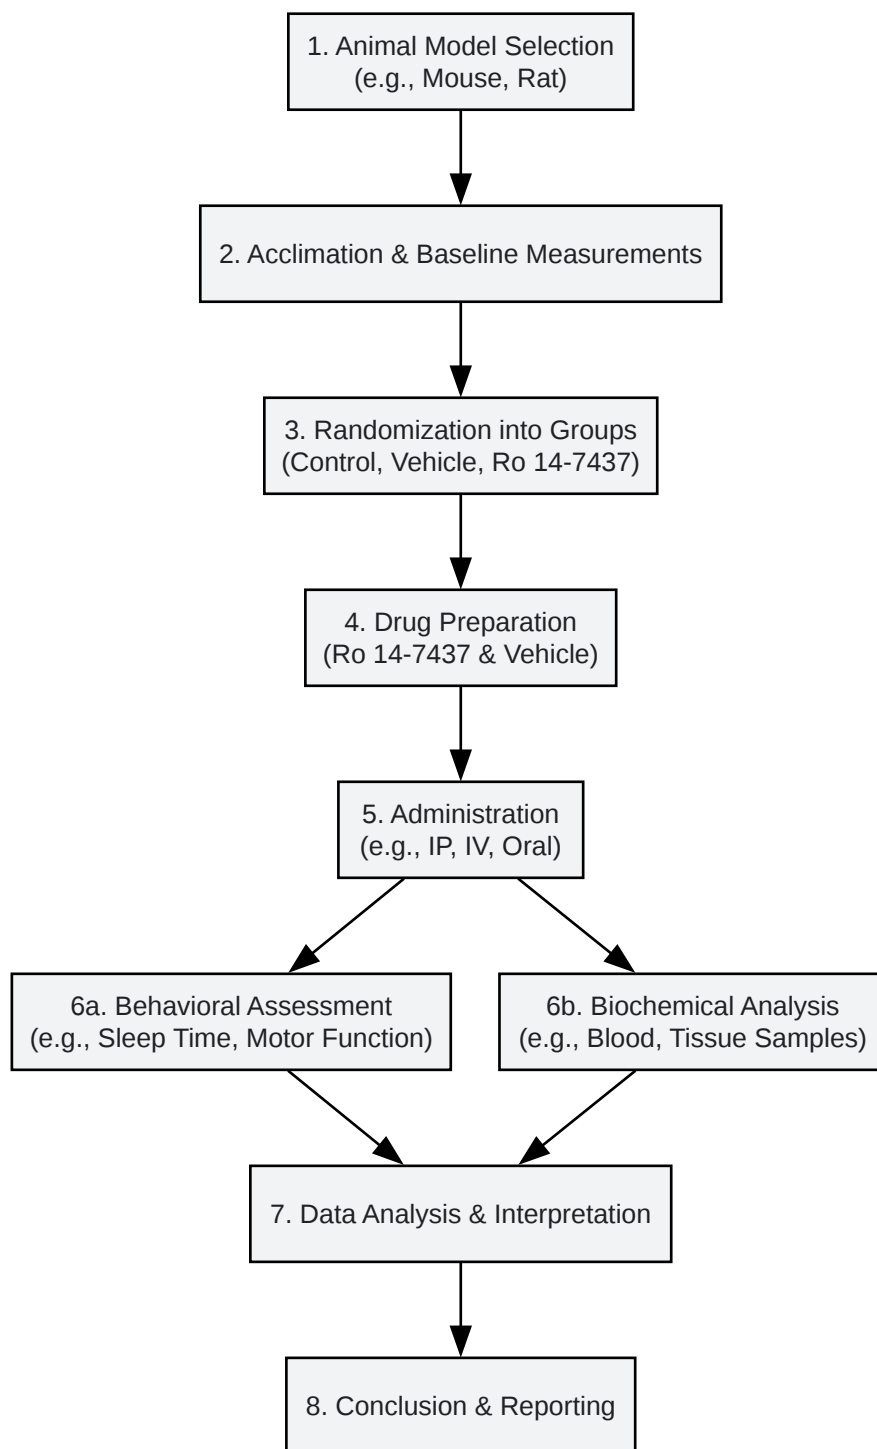 1. Animal Model Selection
(e.g., Mouse, Rat)
2. Acclimation & Baseline Measurements
3. Randomization into Groups
(Control, Vehicle, Ro 14-7437)
4. Drug Preparation
(Ro 14-7437 & Vehicle)
5. Administration
(e.g., IP, IV, Oral)
6a. Behavioral Assessment
(e.g., Sleep Time, Motor Function)
6b. Biochemical Analysis
(e.g., Blood, Tissue Samples)
7. Data Analysis & Interpretation
8. Conclusion & Reporting